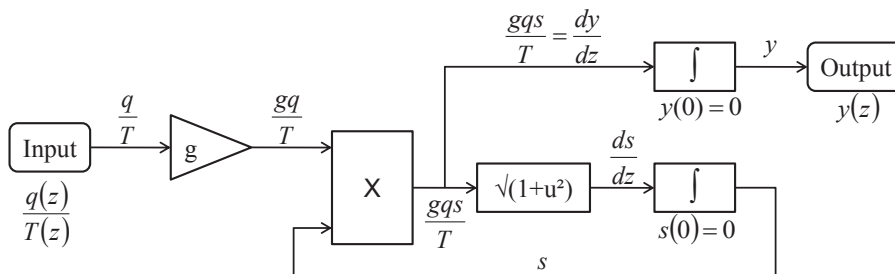 gqs/T = dy/dz
y
∫
Output
y(0) = 0
y(z)
q/T
gq/T
Input
g
X
√(1+u²)
ds/dz
∫
q(z)/T(z)
gqs/T
s(0) = 0
s